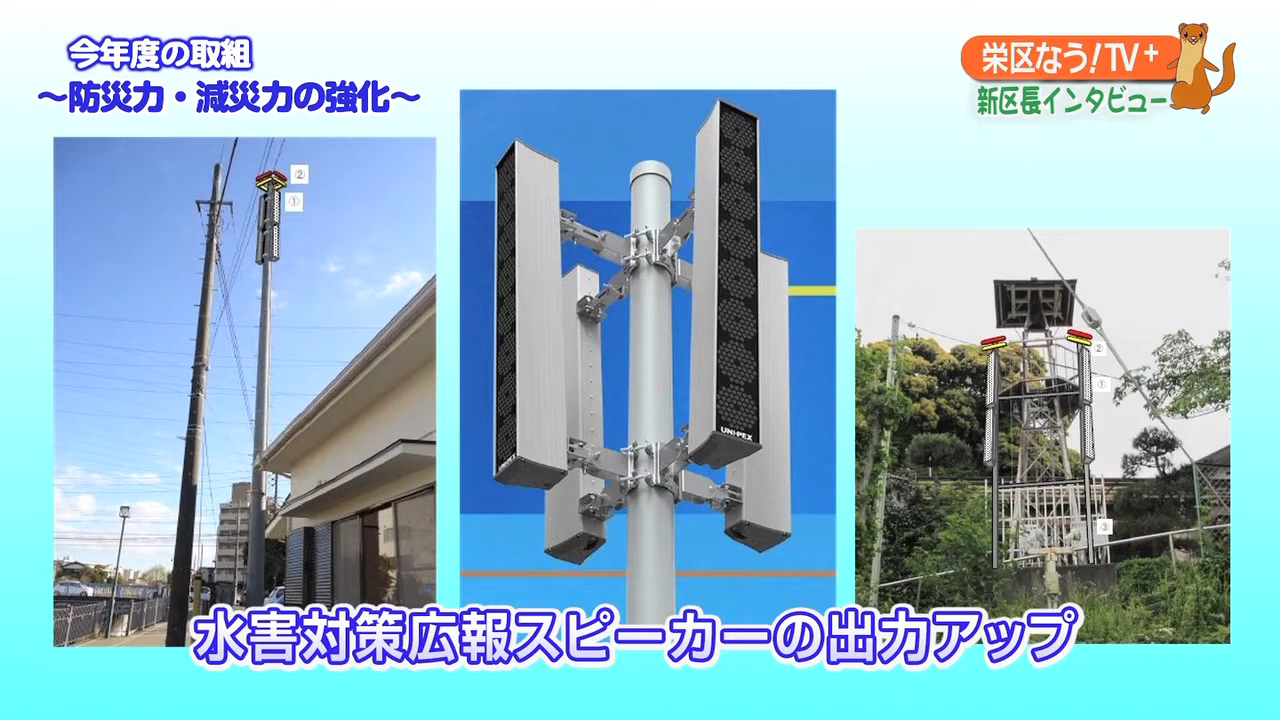 今年度の取組
～防災力・減災力の強化～
栄区なう!TV+
新区長インタビュー
②
①
UNI-PEX
②
①
③
水害対策広報スピーカーの出力アップ